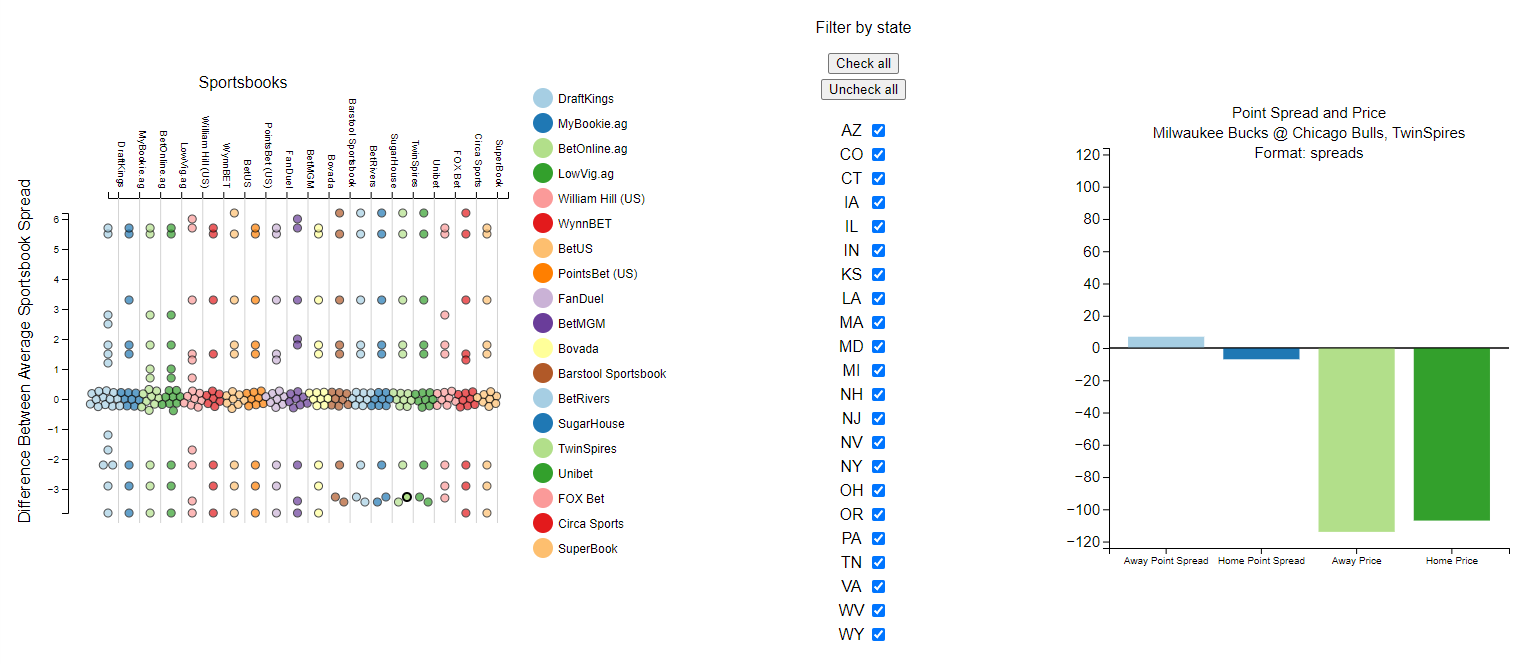 Sportsbooks
DraftKings
MyBookie.ag
BetOnline.ag
LowVig.ag
William Hill (US)
WynnBET
BetUS
PointsBet (US)
FanDuel
BetMGM
Bovada
Barstool Sportsbook
BetRivers
SugarHouse
TwinSpires
Unibet
FOX Bet
Circa Sports
SuperBook
Difference Between Average Sportsbook Spread
6
5
4
3
2
1
0
−1
−2
−3
DraftKings
MyBookie.ag
BetOnline.ag
LowVig.ag
William Hill (US)
WynnBET
BetUS
PointsBet (US)
FanDuel
BetMGM
Bovada
Barstool Sportsbook
BetRivers
SugarHouse
TwinSpires
Unibet
FOX Bet
Circa Sports
SuperBook
Filter by state
Check all
Uncheck all
AZ
CO
CT
IA
IL
IN
KS
LA
MA
MD
MI
NH
NJ
NV
NY
OH
OR
PA
TN
VA
WV
WY
Point Spread and Price
Milwaukee Bucks @ Chicago Bulls, TwinSpires
Format: spreads
120
100
80
60
40
20
0
−20
−40
−60
−80
−100
−120
Away Point Spread
Home Point Spread
Away Price
Home Price